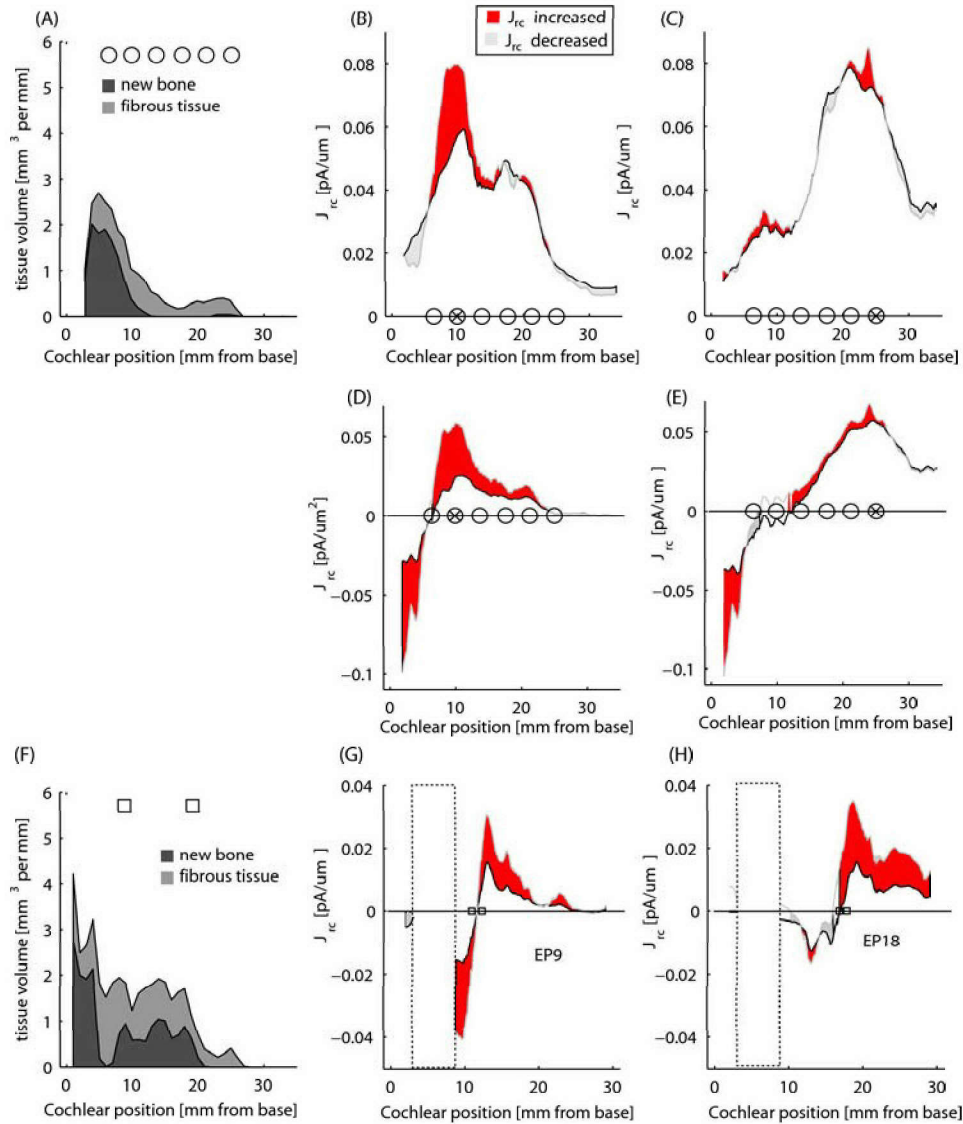 (A)
6
5
4
3
2
1
0
tissue volume [mm 3 per mm]
new bone
fibrous tissue
0 10 20 30
Cochlear position [mm from base]
(B)
J rc increased
J rc decreased
0.08
0.06
0.04
0.02
0
J rc [pA/um ]
0 10 20 30
Cochlear position [mm from base]
(C)
0.08
0.06
0.04
0.02
0
J rc [pA/um ]
0 10 20 30
Cochlear position [mm from base]
(D)
0.05
0
−0.05
−0.1
J rc [pA/um2]
0 10 20 30
Cochlear position [mm from base]
(E)
0.05
0
−0.05
−0.1
J rc [pA/um ]
0 10 20 30
Cochlear position [mm from base]
(F)
6
5
4
3
2
1
0
tissue volume [mm 3 per mm]
new bone
fibrous tissue
0 10 20 30
Cochlear position [mm from base]
(G)
0.04
0.02
0
−0.02
−0.04
J rc [pA/um ]
EP9
0 10 20 30
Cochlear position [mm from base]
(H)
0.04
0.02
0
−0.02
−0.04
J rc [pA/um ]
EP18
0 10 20 30
Cochlear position [mm from base]